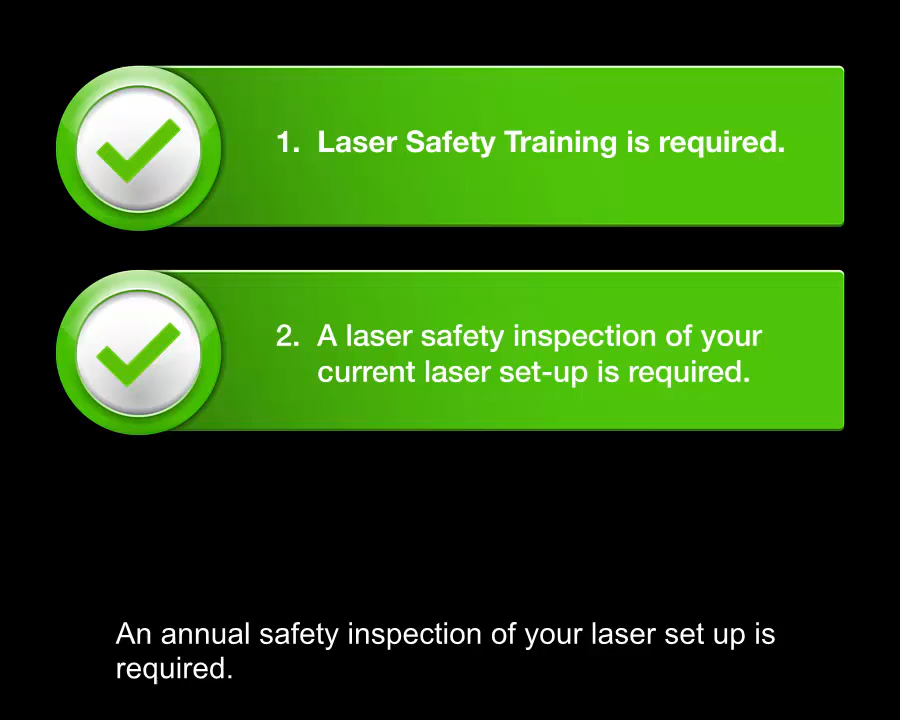 1. Laser Safety Training is required.
2. A laser safety inspection of your
current laser set-up is required.
An annual safety inspection of your laser set up is
required.